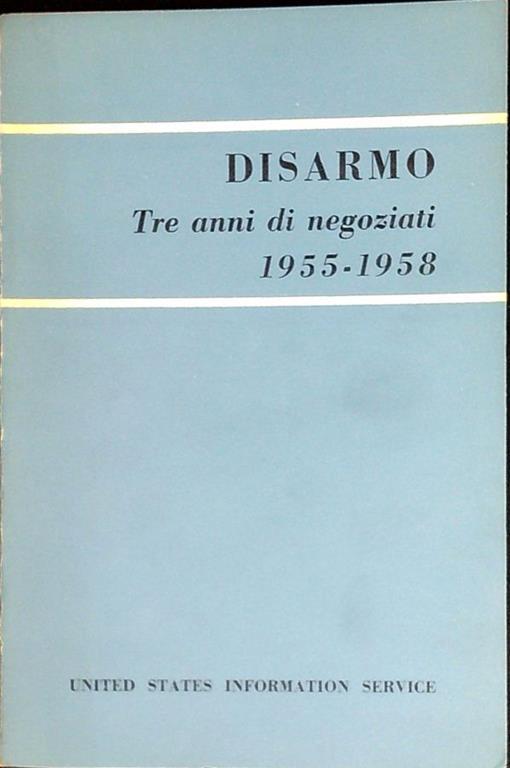 DISARMO
Tre anni di negoziati
1955-1958
UNITED STATES INFORMATION SERVICE